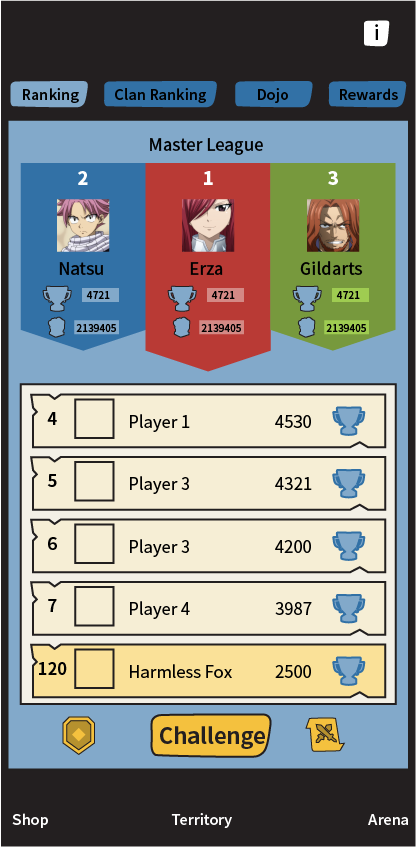 i
Ranking Clan Ranking Dojo Rewards
Master League
2 1 3
Natsu Erza Gildarts
4721 4721 4721
2139405 2139405 2139405
4 Player 1 4530
5 Player 3 4321
6 Player 3 4200
7 Player 4 3987
120 Harmless Fox 2500
Challenge
Shop Territory Arena